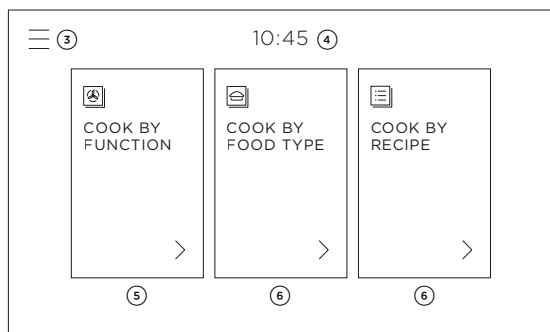 3
10:45 4
COOK BY
FUNCTION
COOK BY
FOOD TYPE
COOK BY
RECIPE
5
6
6